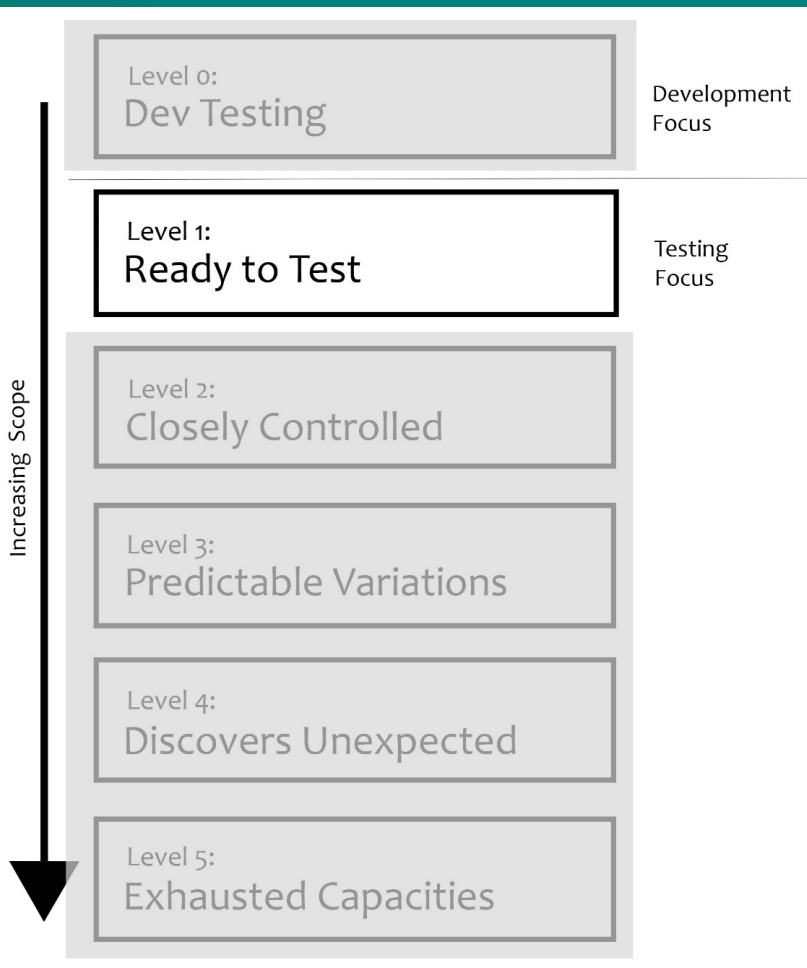 Level 0:
Dev Testing
Development
Focus
Level 1:
Ready to Test
Testing
Focus
Increasing Scope
Level 2:
Closely Controlled
Level 3:
Predictable Variations
Level 4:
Discovers Unexpected
Level 5:
Exhausted Capacities